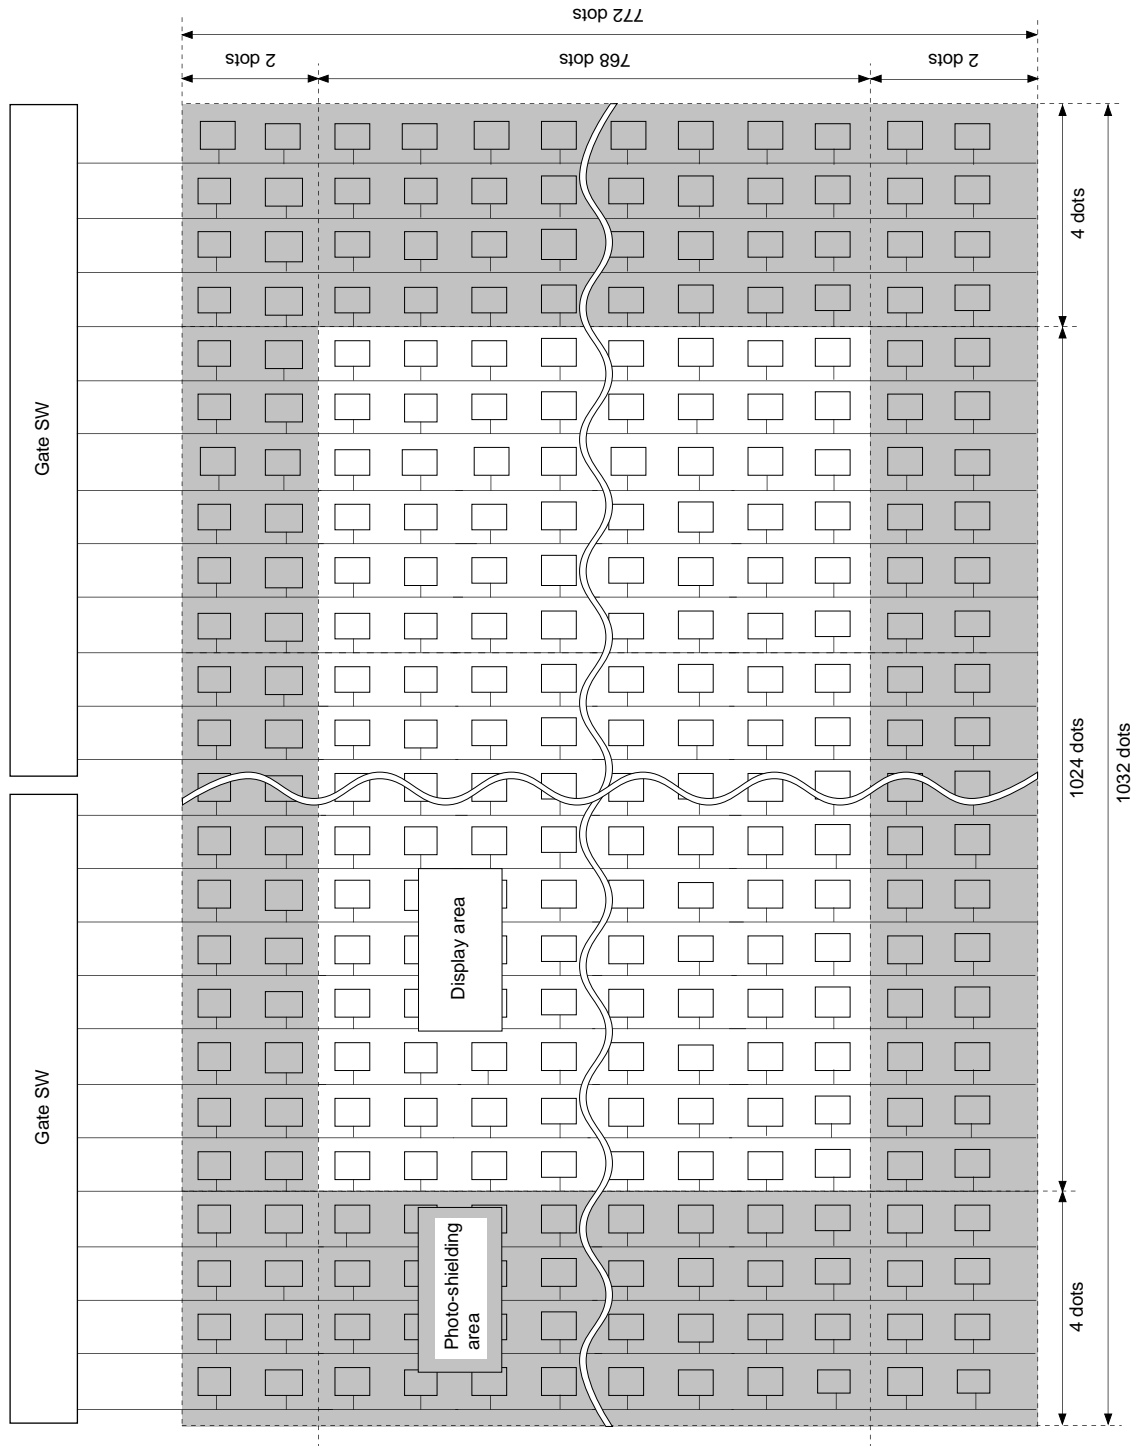 772 dots
2 dots
768 dots
2 dots
Gate SW
Gate SW
4 dots
1024 dots
1032 dots
4 dots
Display area
Photo-shielding
area